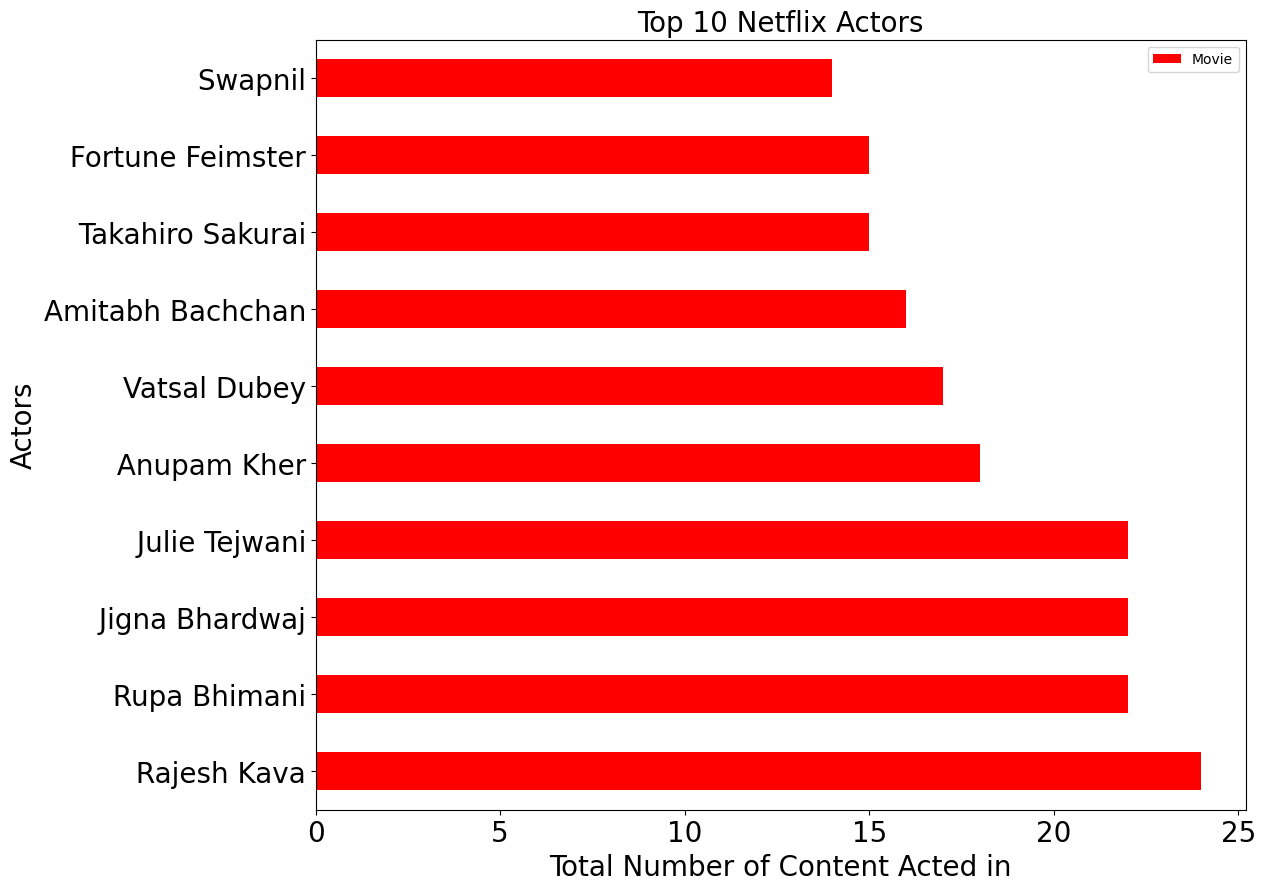 Top 10 Netflix Actors
Movie
Swapnil
Fortune Feimster
Takahiro Sakurai
Amitabh Bachchan
Vatsal Dubey
Anupam Kher
Julie Tejwani
Jigna Bhardwaj
Rupa Bhimani
Rajesh Kava
Actors
0 5 10 15 20 25
Total Number of Content Acted in